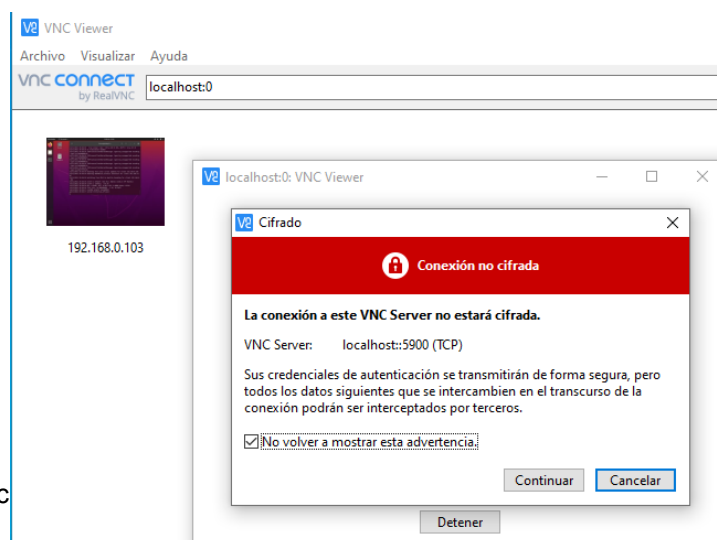 VNC Viewer
Archivo Visualizar Ayuda
VNC CONNECT
by RealVNC
localhost:0
192.168.0.103
localhost:0: VNC Viewer
Cifrado
Conexión no cifrada
La conexión a este VNC Server no estará cifrada.
VNC Server: localhost::5900 (TCP)
Sus credenciales de autenticación se transmitirán de forma segura, pero
todos los datos siguientes que se intercambien en el transcurso de la
conexión podrán ser interceptados por terceros.
No volver a mostrar esta advertencia.
Continuar Cancelar
c
Detener